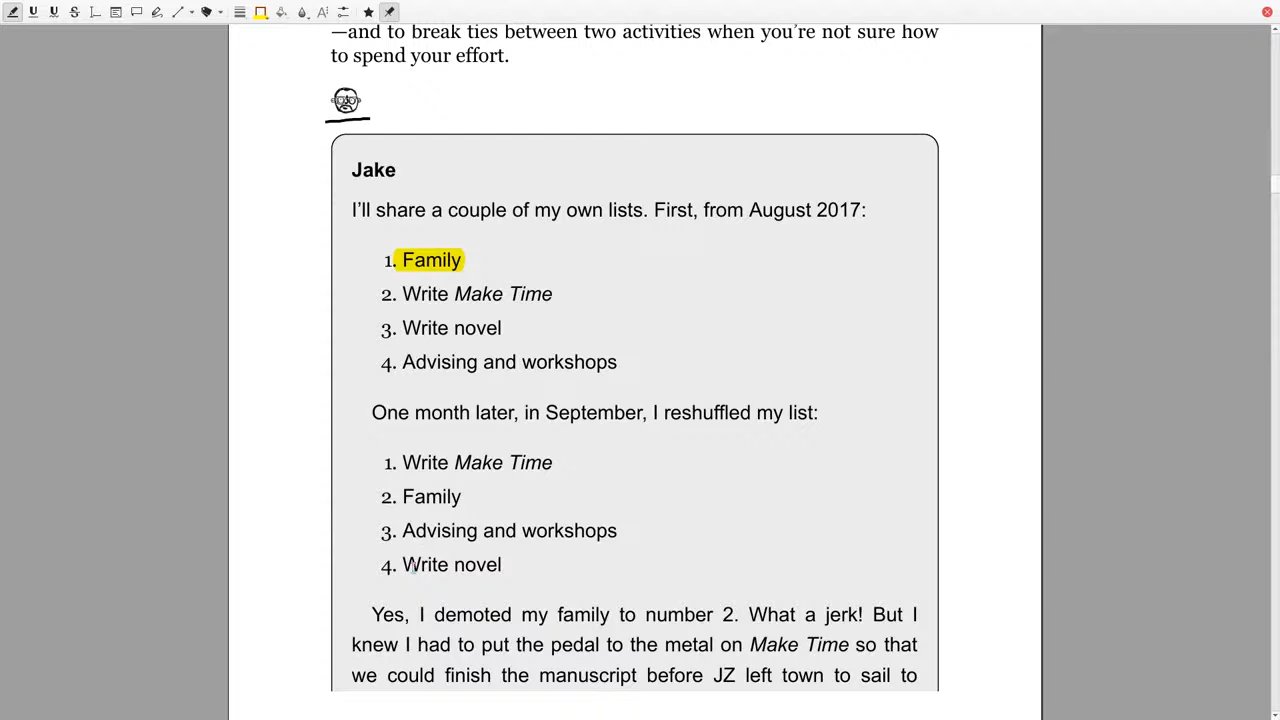 —and to break ties between two activities when you’re not sure how
to spend your effort.
Jake
I’ll share a couple of my own lists. First, from August 2017:
1. Family
2. Write Make Time
3. Write novel
4. Advising and workshops
One month later, in September, I reshuffled my list:
1. Write Make Time
2. Family
3. Advising and workshops
4. Write novel
Yes, I demoted my family to number 2. What a jerk! But I
knew I had to put the pedal to the metal on Make Time so that
we could finish the manuscript before JZ left town to sail to